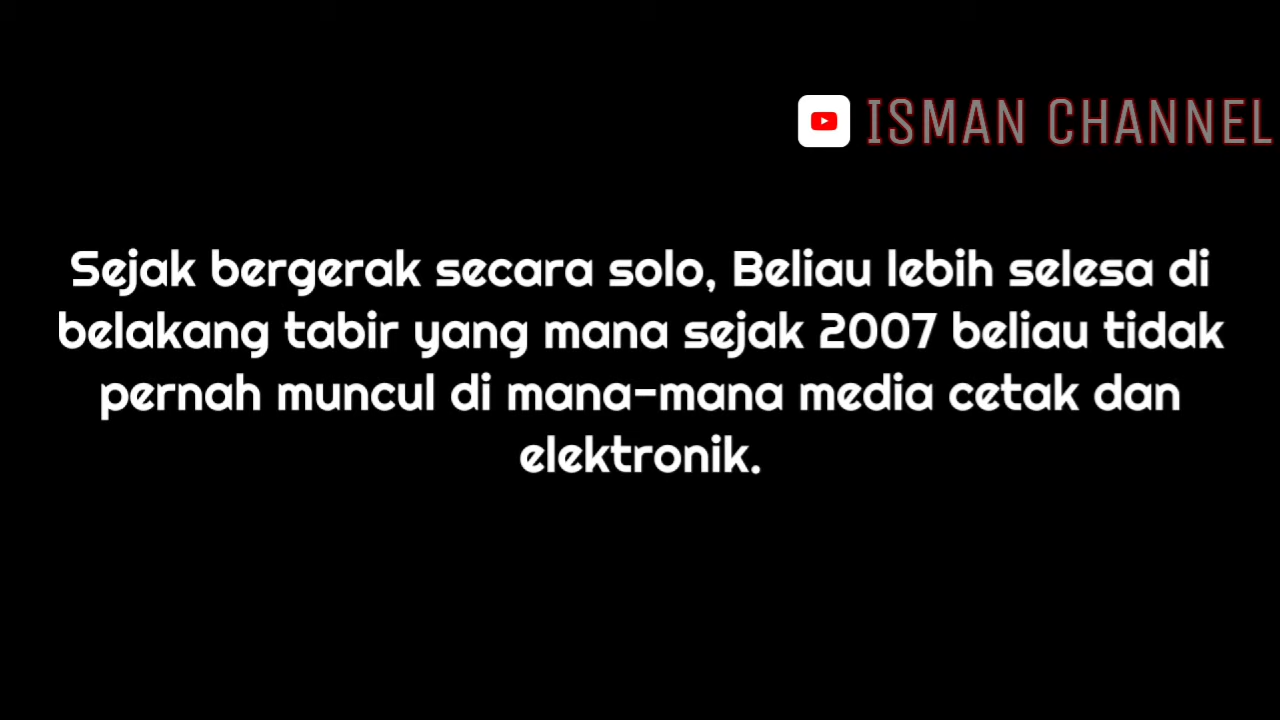 ISMAN CHANNEL
Sejak bergerak secara solo, Beliau lebih selesa di
belakang tabir yang mana sejak 2007 beliau tidak
pernah muncul di mana-mana media cetak dan
elektronik.